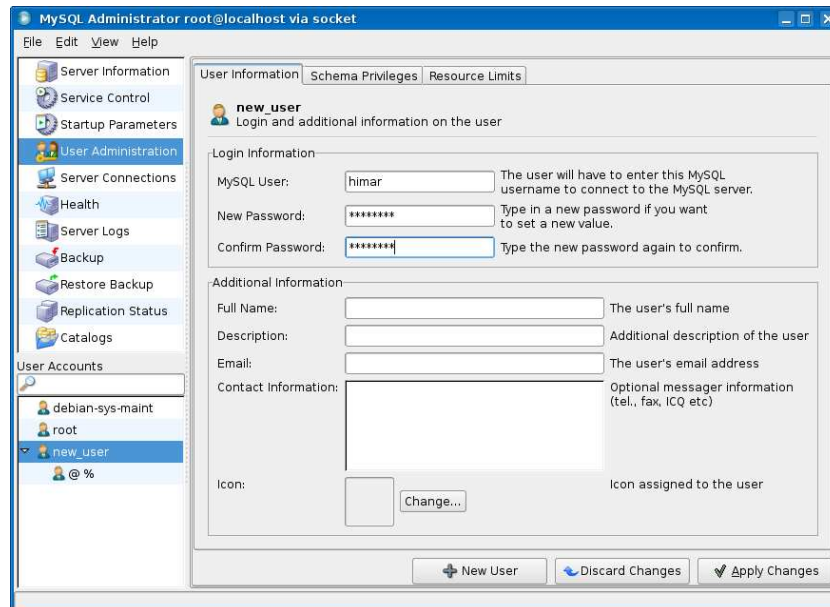 MySQL Administrator root@localhost via socket
File Edit View Help
Server Information
Service Control
Startup Parameters
User Administration
Server Connections
Health
Server Logs
Backup
Restore Backup
Replication Status
Catalogs
User Accounts
debian-sys-maint
root
new_user
@ %
User Information Schema Privileges Resource Limits
new_user
Login and additional information on the user
Login Information
MySQL User: himar The user will have to enter this MySQL
username to connect to the MySQL server.
New Password: ******** Type in a new password if you want
to set a new value.
Confirm Password: ******** Type the new password again to confirm.
Additional Information
Full Name: The user's full name
Description: Additional description of the user
Email: The user's email address
Contact Information: Optional messager information
(tel., fax, ICQ etc)
Icon: Change... Icon assigned to the user
New User Discard Changes Apply Changes